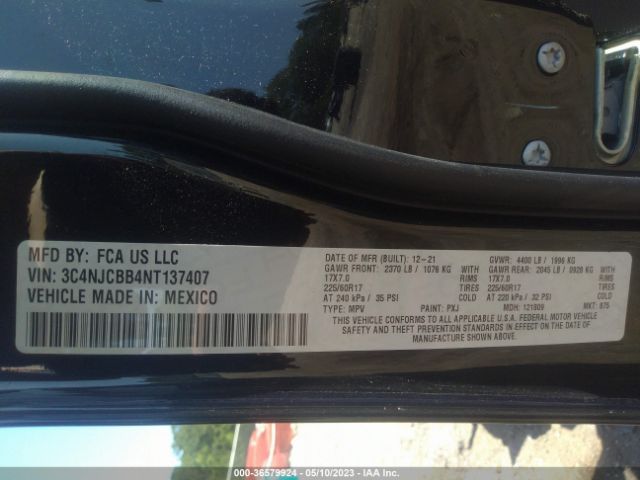 MFD BY: FCA US LLC
VIN: 3C4NJCBB4NT137407
VEHICLE MADE IN: MEXICO
DATE OF MFR (BUILT): 12-21 GVWR: 4400 LB / 1996 KG
GAWR FRONT: 2370 LB / 1076 KG GAWR REAR: 2045 LB / 0928 KG
17X7.0 RIMS 17X7.0 RIMS
225/60R17 TIRES 225/60R17 TIRES
AT 240 kPa / 35 PSI COLD AT 220 kPa / 32 PSI COLD
TYPE: MPV PAINT: PXJ MDH: 121809 MKT: 875
THIS VEHICLE CONFORMS TO ALL APPLICABLE U.S.A. FEDERAL MOTOR VEHICLE
SAFETY AND THEFT PREVENTION STANDARDS IN EFFECT ON THE DATE OF
MANUFACTURE SHOWN ABOVE.
000-36579924 - 05/10/2023 - IAA Inc.